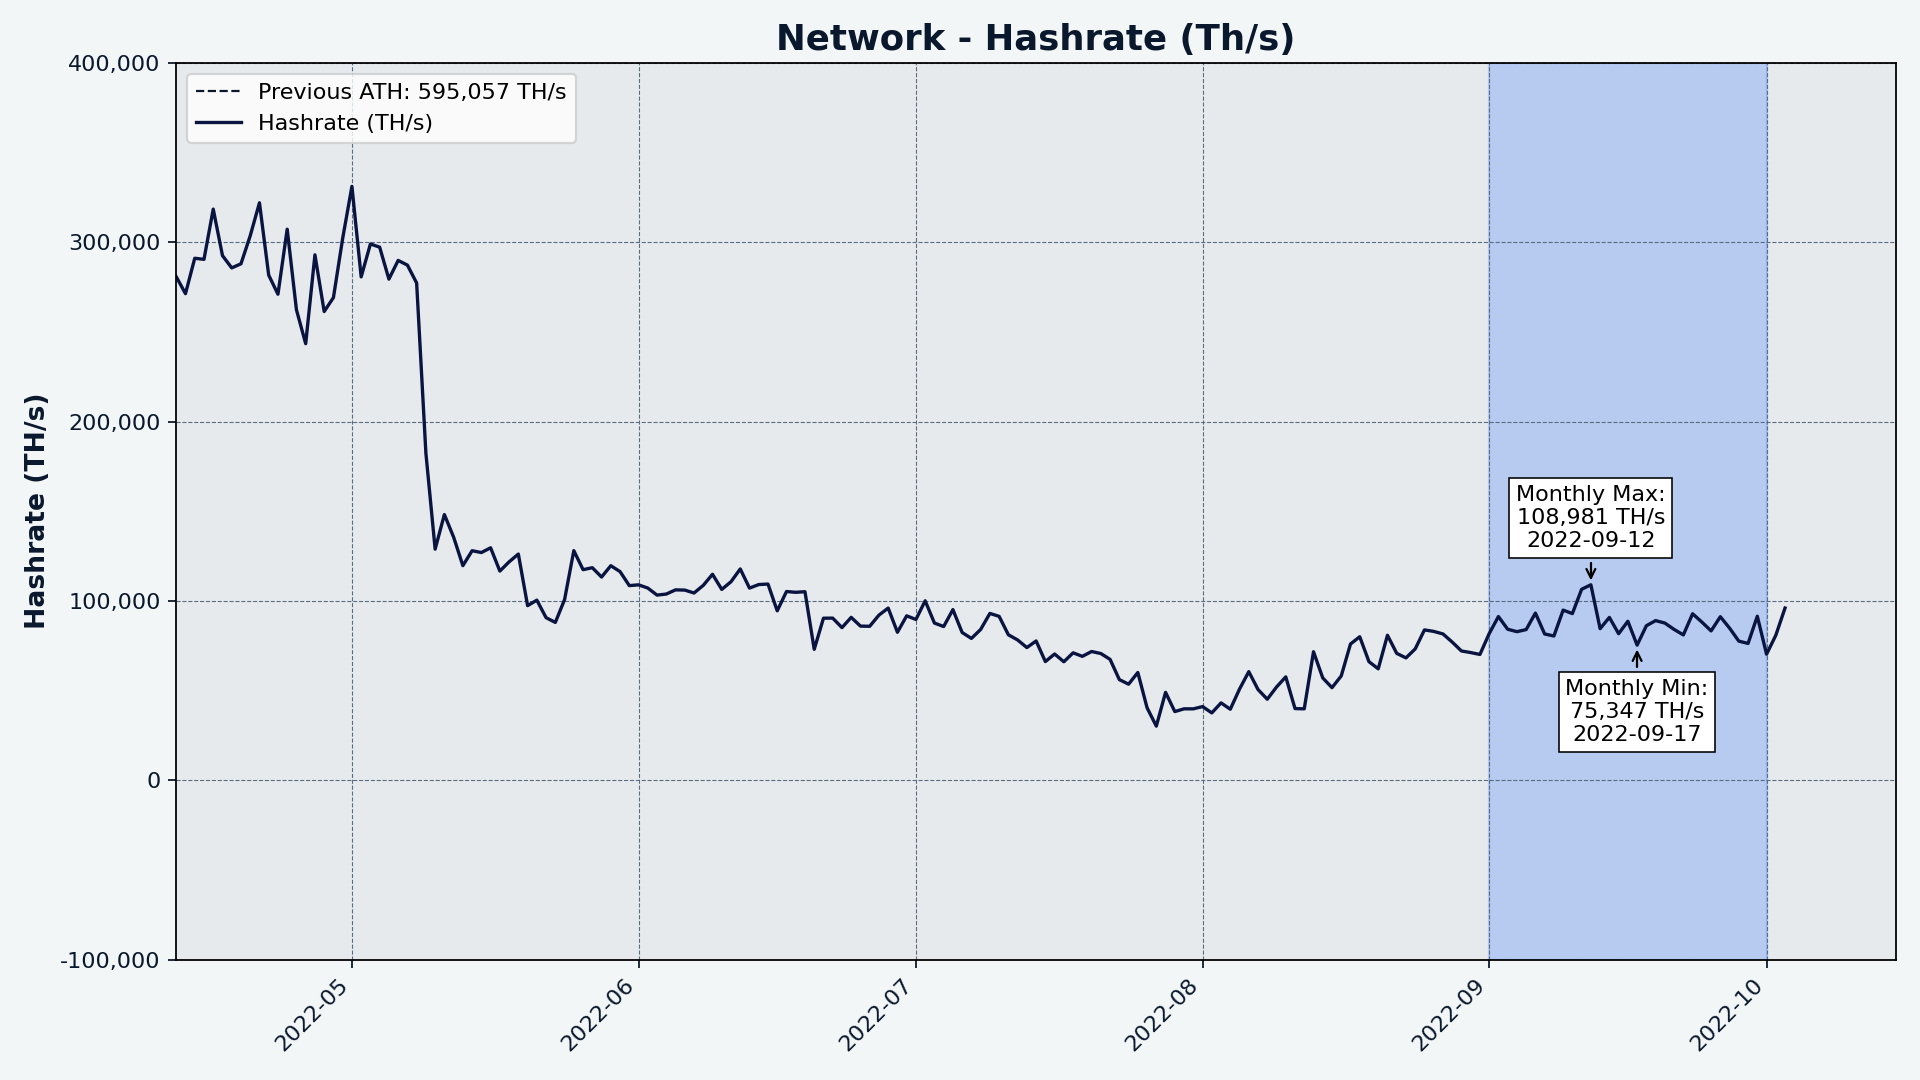 Network - Hashrate (Th/s)
400,000
300,000
200,000
100,000
0
-100,000
Hashrate (TH/s)
Previous ATH: 595,057 TH/s
Hashrate (TH/s)
Monthly Max:
108,981 TH/s
2022-09-12
Monthly Min:
75,347 TH/s
2022-09-17
2022-05
2022-06
2022-07
2022-08
2022-09
2022-10